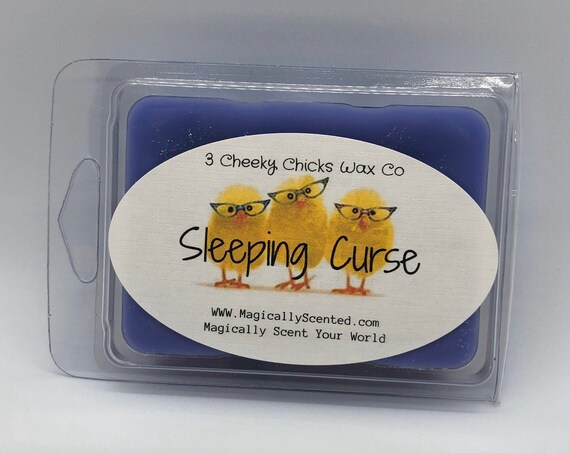 3 Cheeky Chicks Wax Co
Sleeping Curse
www.MagicallyScented.com
Magically Scent Your World